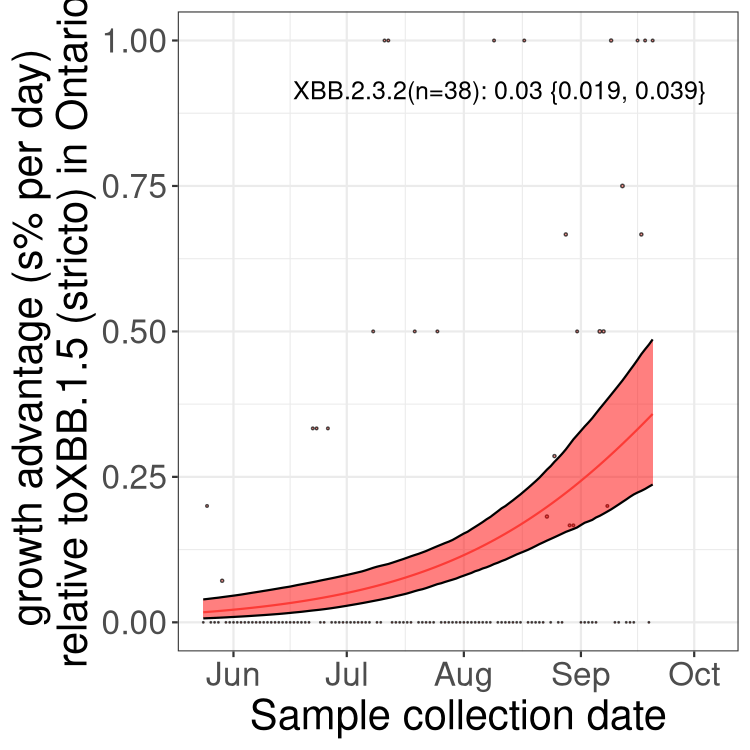 growth advantage (s% per day)
relative toXBB.1.5 (stricto) in Ontario
1.00
0.75
0.50
0.25
0.00
XBB.2.3.2(n=38): 0.03 {0.019, 0.039}
Jun Jul Aug Sep Oct
Sample collection date